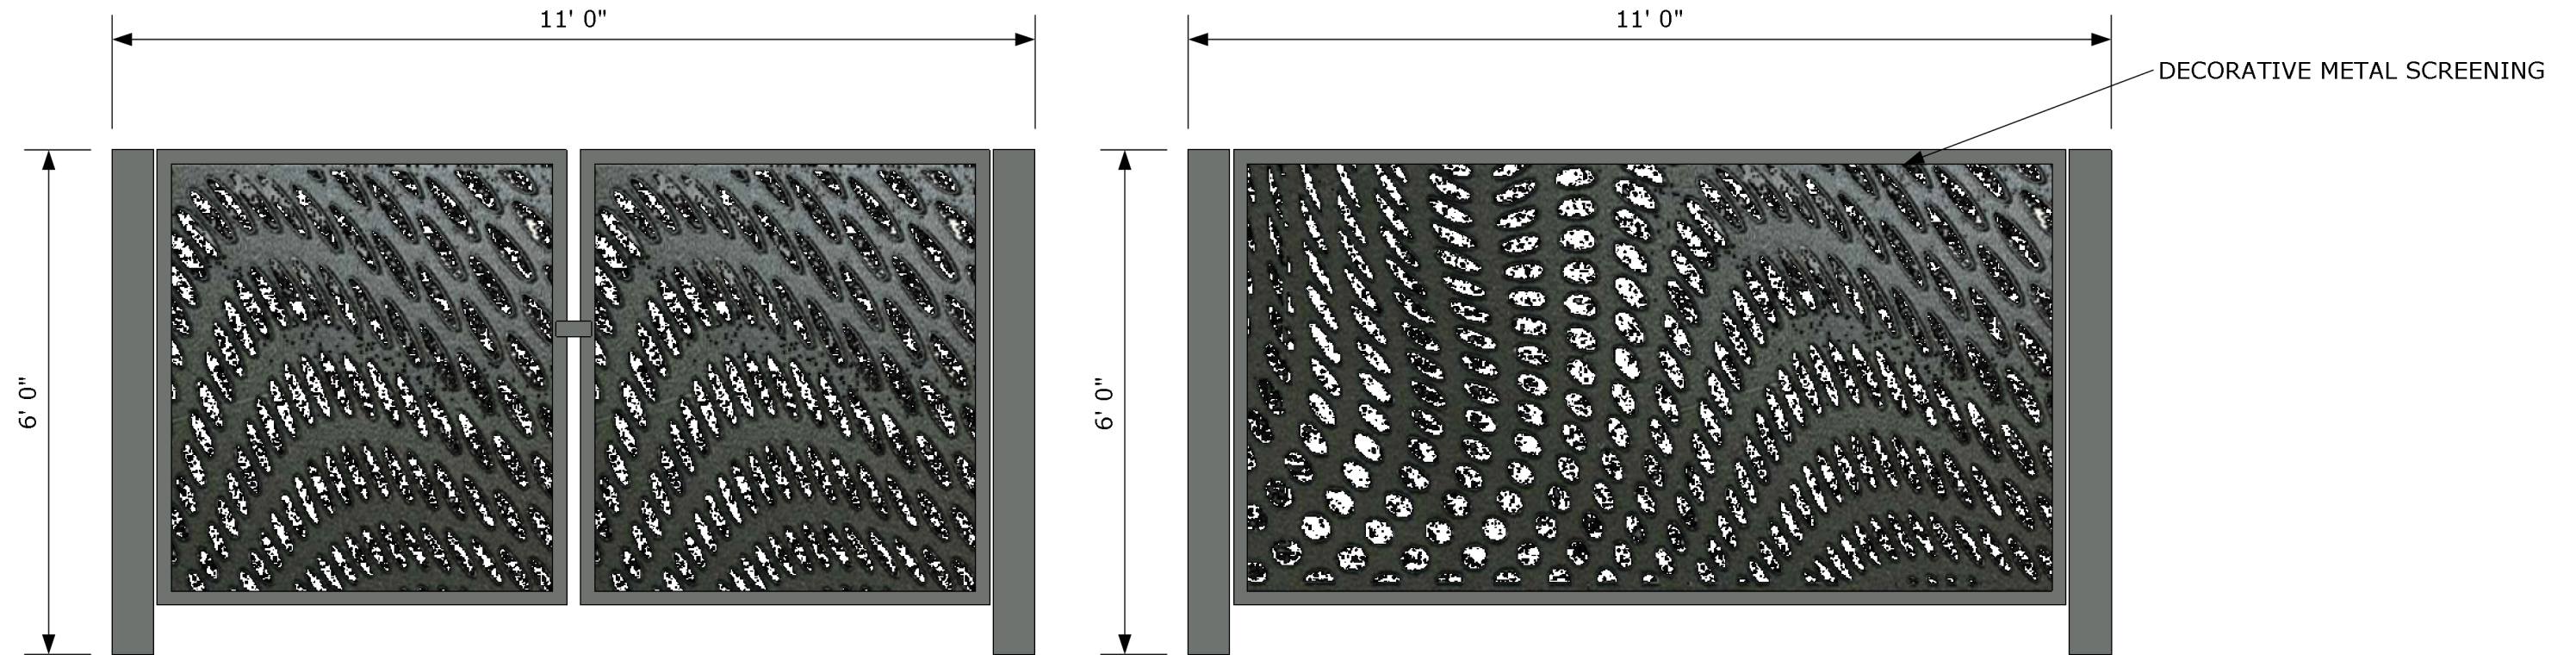 11' 0"
11' 0"
DECORATIVE METAL SCREENING
6' 0"
6' 0"